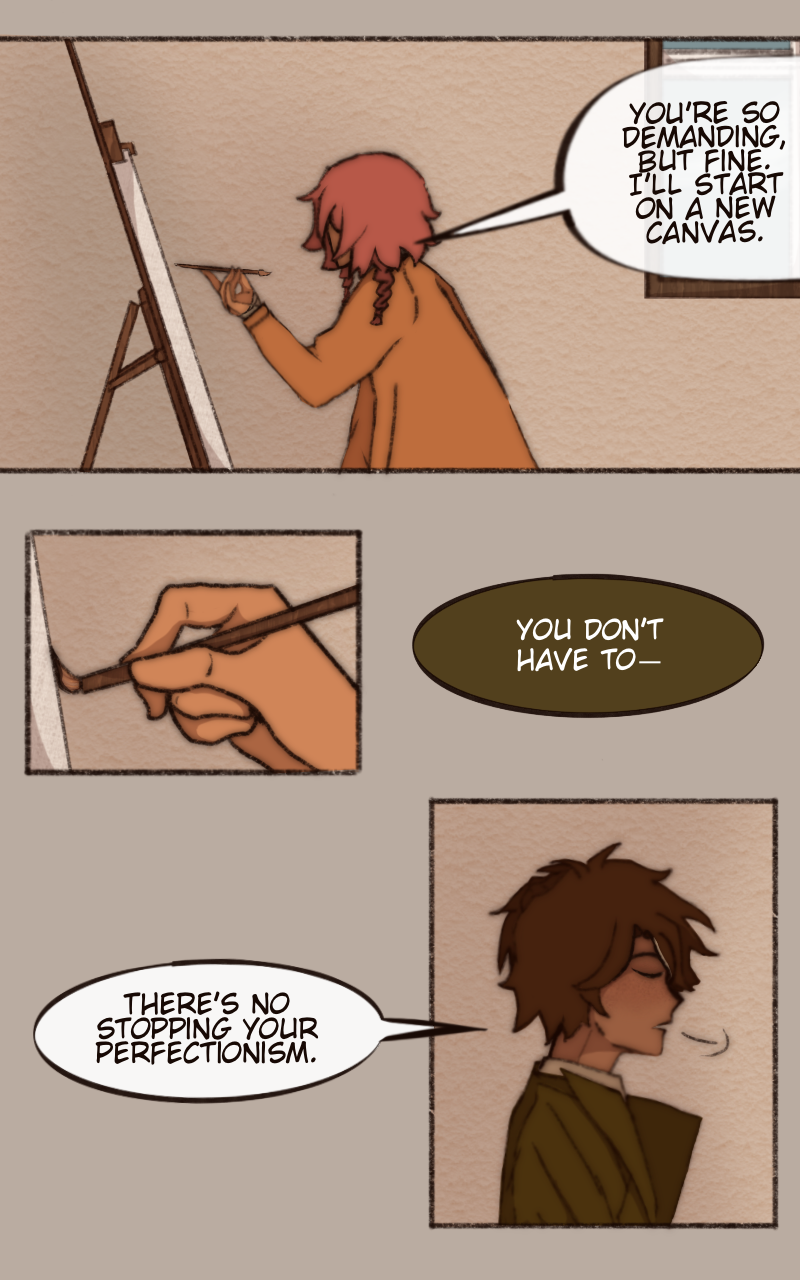 YOU'RE SO
DEMANDING,
BUT FINE.
I'LL START
ON A NEW
CANVAS.
YOU DON'T
HAVE TO—
THERE'S NO
STOPPING YOUR
PERFECTIONISM.